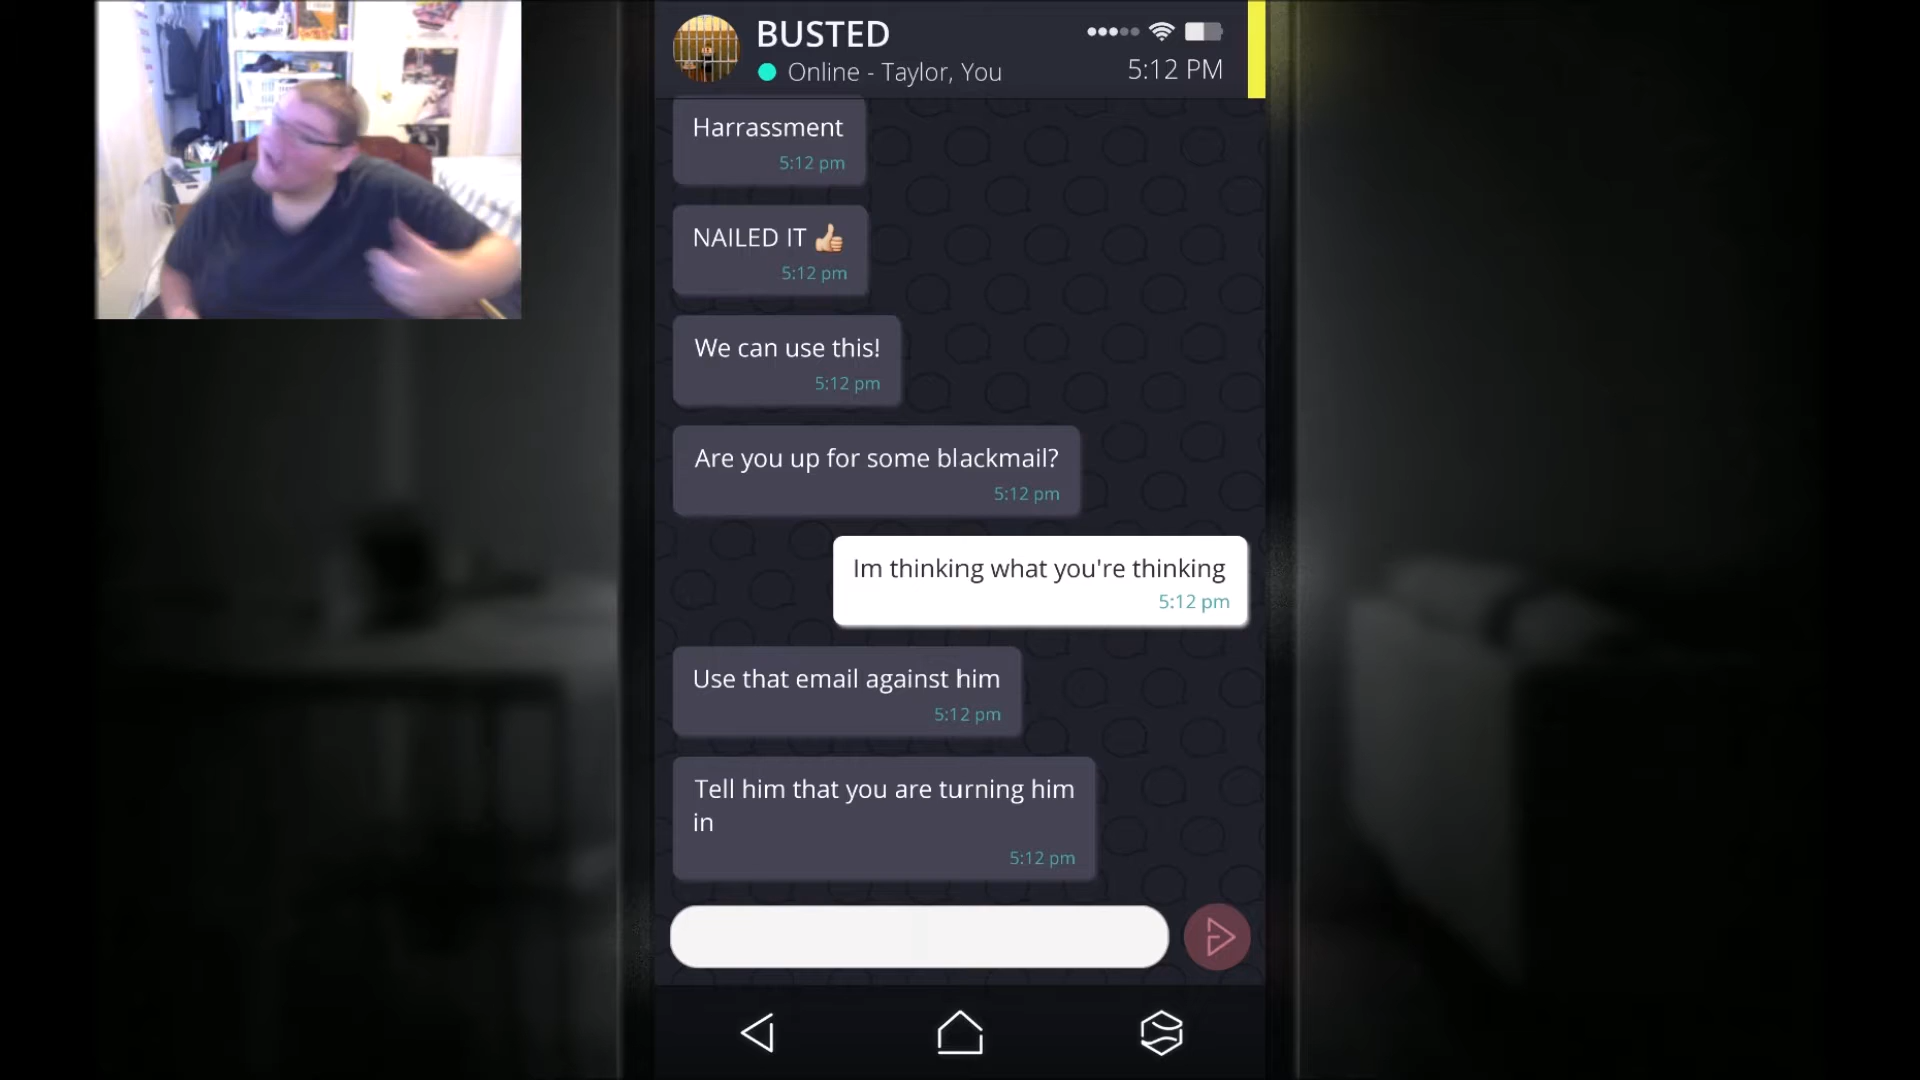 BUSTED
Online - Taylor, You
5:12 PM
Harrassment
5:12 pm
NAILED IT 👍🏼
5:12 pm
We can use this!
5:12 pm
Are you up for some blackmail?
5:12 pm
Im thinking what you're thinking
5:12 pm
Use that email against him
5:12 pm
Tell him that you are turning him
in
5:12 pm